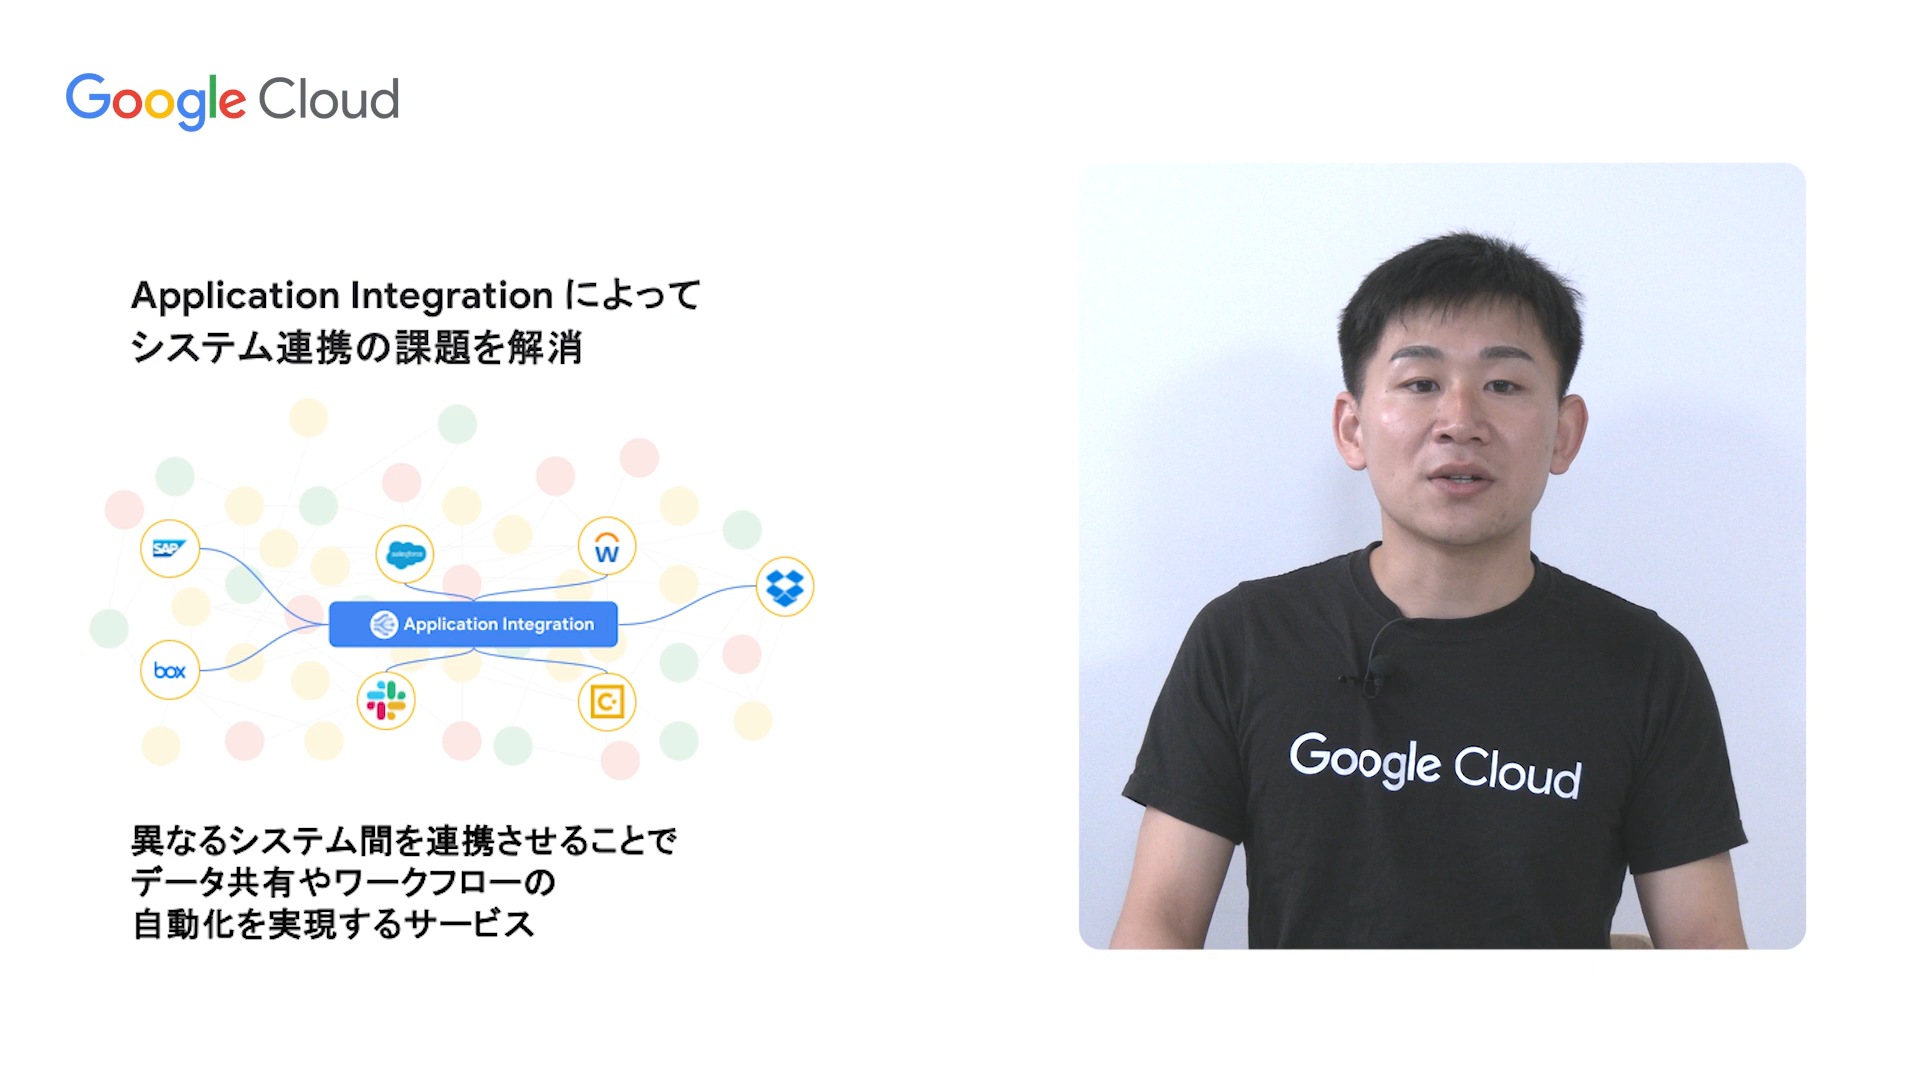 Google Cloud
Application Integration によって
システム連携の課題を解消
SAP
salesforce
W
Application Integration
box
C
異なるシステム間を連携させることで
データ共有やワークフローの
自動化を実現するサービス
Google Cloud